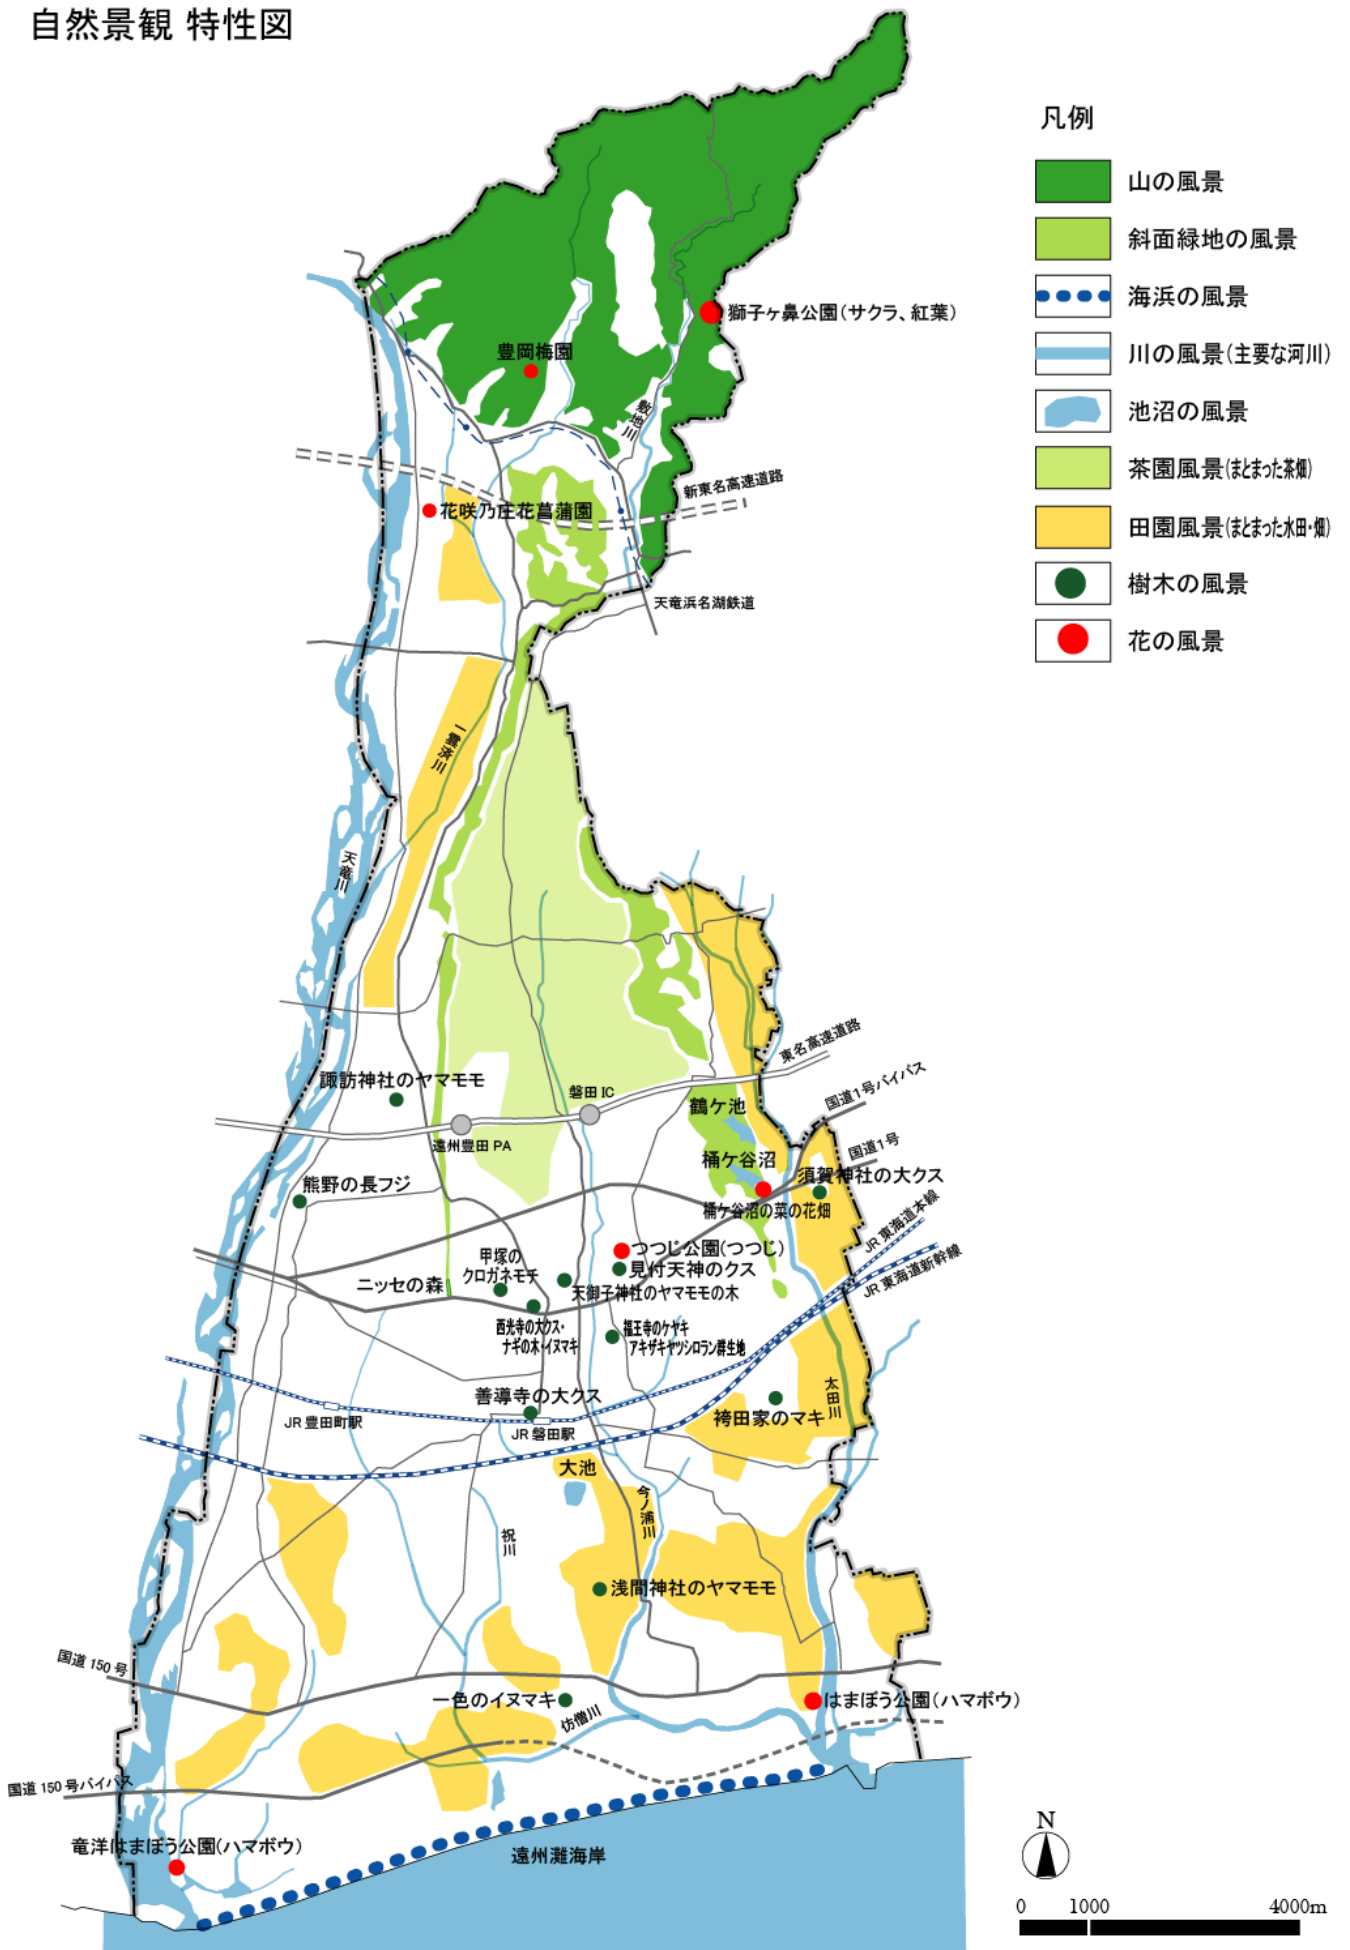 自然景観 特性図
凡例
山の風景
斜面緑地の風景
海浜の風景
川の風景(主要な河川)
池沼の風景
茶園風景(まとまった茶畑)
田園風景(まとまった水田・畑)
樹木の風景
花の風景
獅子ヶ鼻公園(サクラ、紅葉)
豊岡梅園
敷地川
新東名高速道路
花咲乃庄花菖蒲園
天竜浜名湖鉄道
一雲済川
天竜川
東名高速道路
諏訪神社のヤマモモ
磐田 IC
鶴ケ池
国道1号バイパス
遠州豊田 PA
国道1号
桶ケ谷沼
須賀神社の大クス
熊野の長フジ
桶ケ谷沼の菜の花畑
JR 東海道本線
つつじ公園(つつじ)
甲塚の
クロガネモチ
見付天神のクス
JR 東海道新幹線
ニッセの森
天御子神社のヤマモモの木
西光寺の大クス・
ナギの木・イヌマキ
福王寺のケヤキ
アキザキヤツシロラン群生地
太田川
善導寺の大クス
袴田家のマキ
JR 豊田町駅
JR 磐田駅
大池
今ノ浦川
祝川
浅間神社のヤマモモ
国道 150 号
一色のイヌマキ
はまぼう公園(ハマボウ)
仿僧川
国道 150 号バイパス
竜洋はまぼう公園(ハマボウ)
遠州灘海岸
N
0 1000 4000m